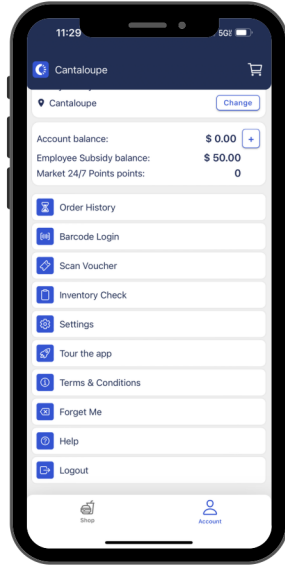 11:29
5G
Cantaloupe
Cantaloupe Change
Account balance: $ 0.00 +
Employee Subsidy balance: $ 50.00
Market 24/7 Points points: 0
Order History
Barcode Login
Scan Voucher
Inventory Check
Settings
Tour the app
Terms & Conditions
Forget Me
Help
Logout
Shop Account